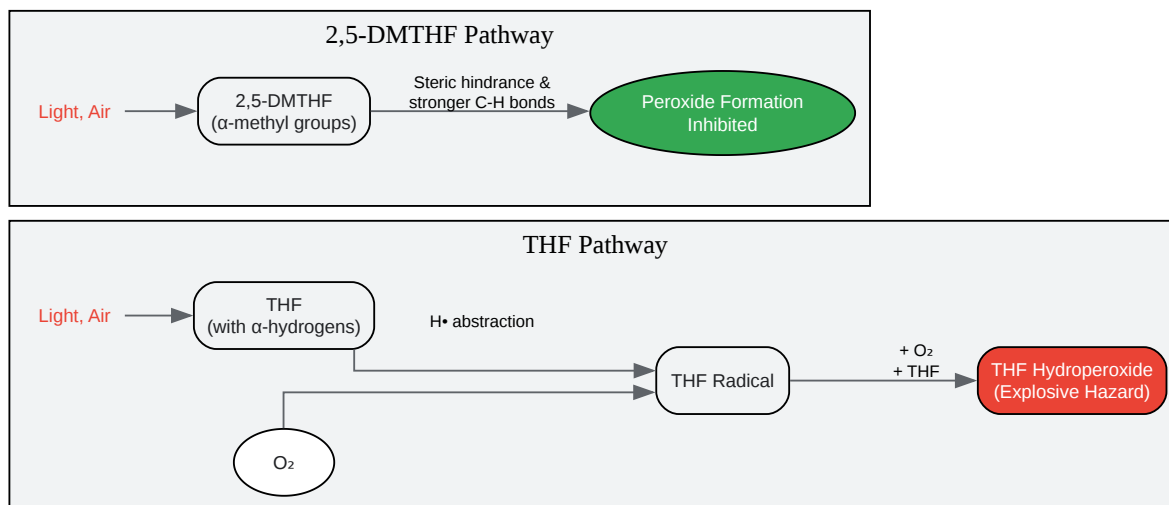 2,5-DMTHF Pathway
Light, Air
2,5-DMTHF
(α-methyl groups)
Steric hindrance &
stronger C-H bonds
Peroxide Formation
Inhibited
THF Pathway
Light, Air
THF
(with α-hydrogens)
H• abstraction
O₂
THF Radical
+ O₂
+ THF
THF Hydroperoxide
(Explosive Hazard)